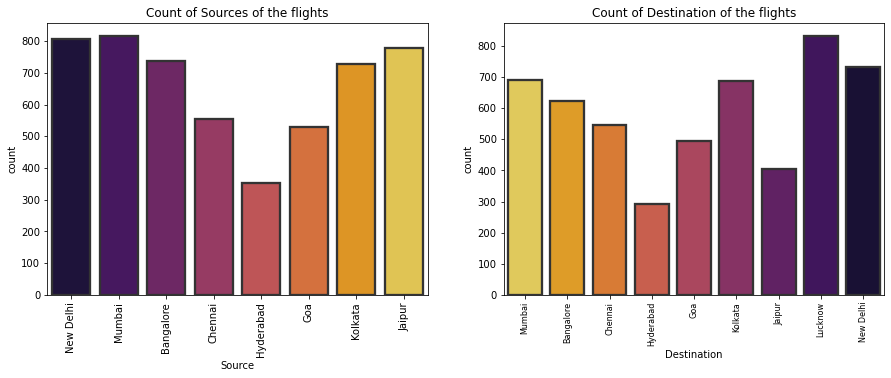 Count of Sources of the flights
count
800
700
600
500
400
300
200
100
0
New Delhi
Mumbai
Bangalore
Chennai
Hyderabad
Goa
Kolkata
Jaipur
Source
Count of Destination of the flights
count
800
700
600
500
400
300
200
100
0
Mumbai
Bangalore
Chennai
Hyderabad
Goa
Kolkata
Jaipur
Lucknow
New Delhi
Destination